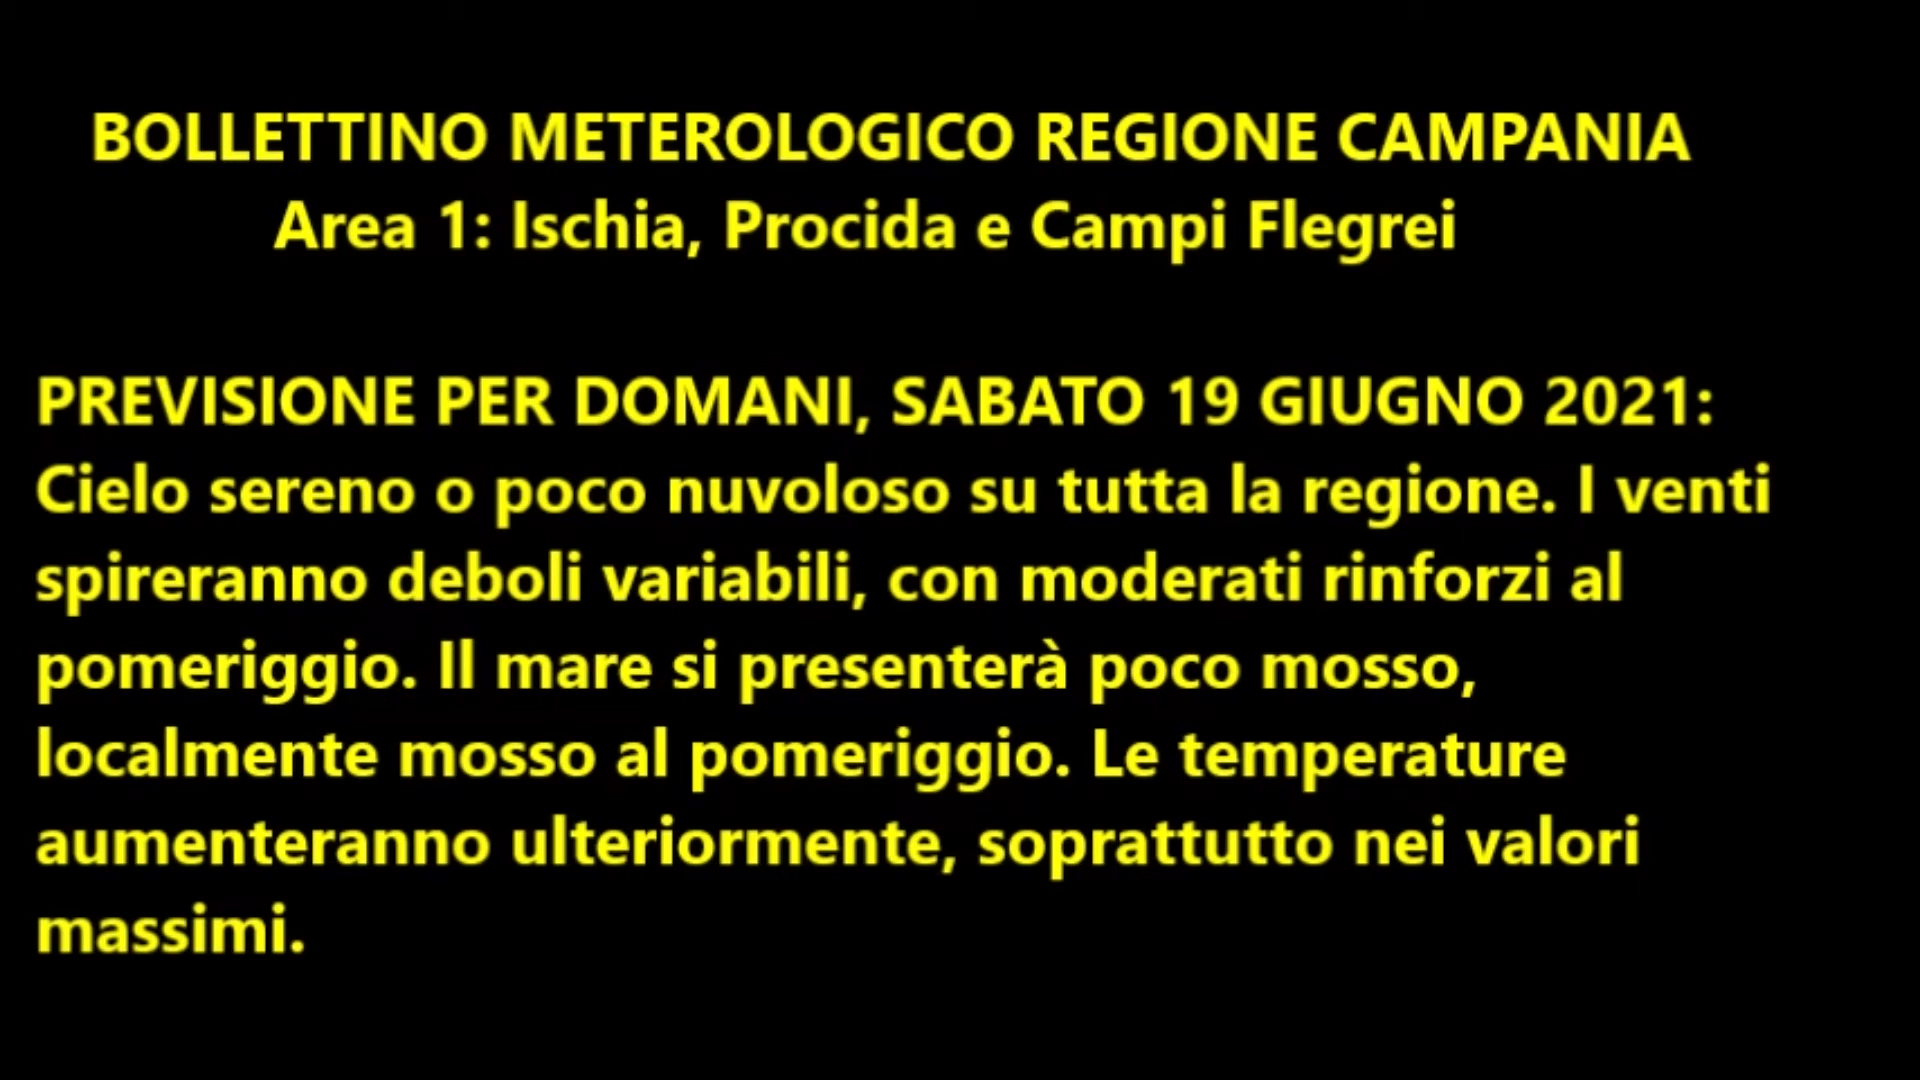 BOLLETTINO METEROLOGICO REGIONE CAMPANIA
Area 1: Ischia, Procida e Campi Flegrei
PREVISIONE PER DOMANI, SABATO 19 GIUGNO 2021:
Cielo sereno o poco nuvoloso su tutta la regione. I venti
spireranno deboli variabili, con moderati rinforzi al
pomeriggio. Il mare si presenterà poco mosso,
localmente mosso al pomeriggio. Le temperature
aumenteranno ulteriormente, soprattutto nei valori
massimi.